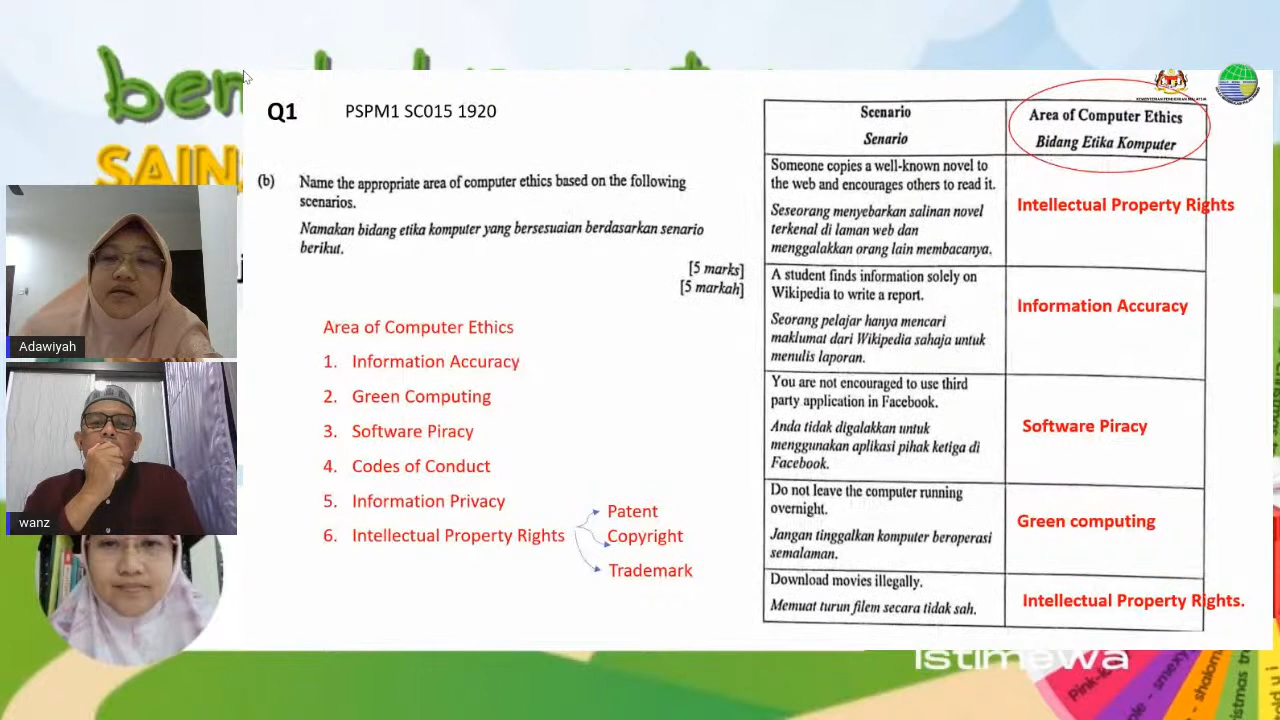 Q1
PSPM1 SC015 1920
(b)
Name the appropriate area of computer ethics based on the following
scenarios.
Namakan bidang etika komputer yang bersesuaian berdasarkan senario
berikut.
[5 marks]
[5 markah]
Area of Computer Ethics
1. Information Accuracy
2. Green Computing
3. Software Piracy
4. Codes of Conduct
5. Information Privacy
6. Intellectual Property Rights
Patent
Copyright
Trademark
Scenario
Senario
Area of Computer Ethics
Bidang Etika Komputer
KEMENTERIAN PENDIDIKAN MALAYSIA
Someone copies a well-known novel to
the web and encourages others to read it.
Seseorang menyebarkan salinan novel
terkenal di laman web dan
menggalakkan orang lain membacanya.
Intellectual Property Rights
A student finds information solely on
Wikipedia to write a report.
Seorang pelajar hanya mencari
maklumat dari Wikipedia sahaja untuk
menulis laporan.
Information Accuracy
You are not encouraged to use third
party application in Facebook.
Anda tidak digalakkan untuk
menggunakan aplikasi pihak ketiga di
Facebook.
Software Piracy
Do not leave the computer running
overnight.
Jangan tinggalkan komputer beroperasi
semalaman.
Green computing
Download movies illegally.
Memuat turun filem secara tidak sah.
Intellectual Property Rights.
SAIN
Adawiyah
wanz
istimewa